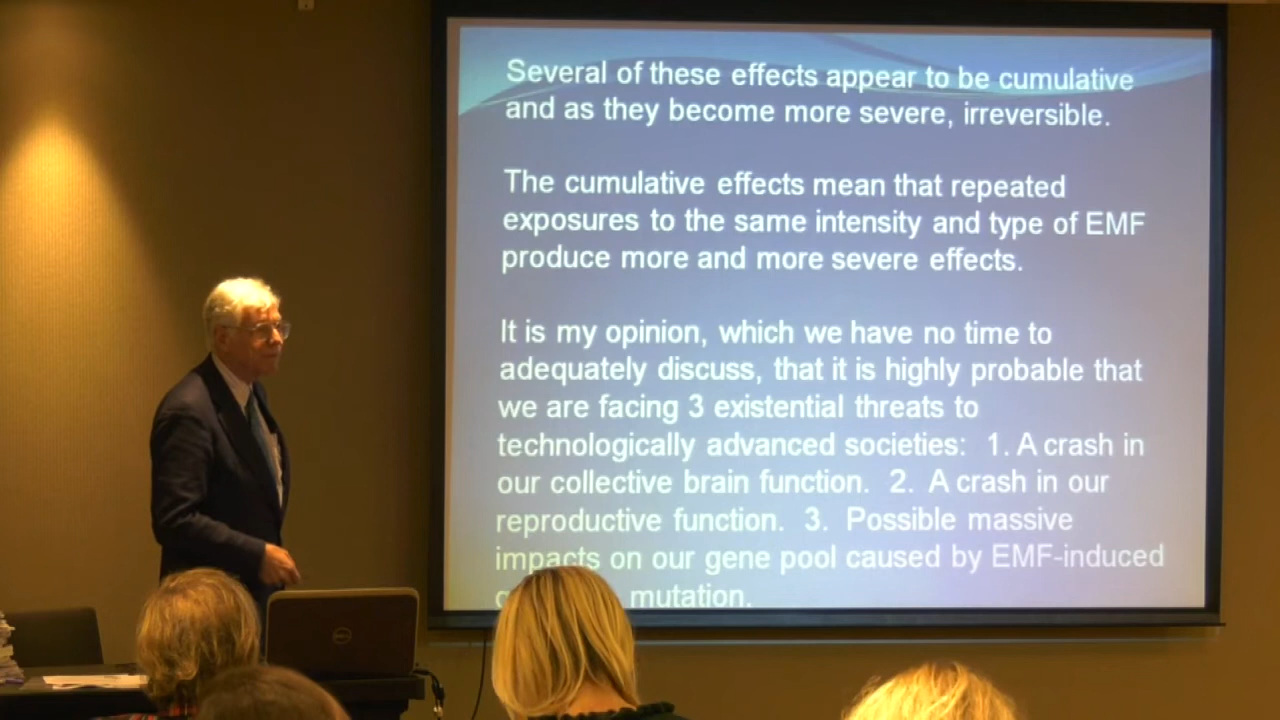 Several of these effects appear to be cumulative
and as they become more severe, irreversible.
The cumulative effects mean that repeated
exposures to the same intensity and type of EMF
produce more and more severe effects.
It is my opinion, which we have no time to
adequately discuss, that it is highly probable that
we are facing 3 existential threats to
technologically advanced societies: 1. A crash in
our collective brain function. 2. A crash in our
reproductive function. 3. Possible massive
impacts on our gene pool caused by EMF-induced
mutation.
DELL